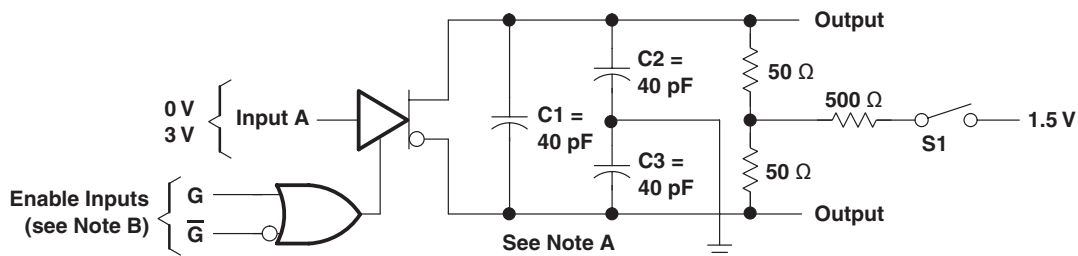 Output
C2 =
40 pF
50 Ω
500 Ω
0 V
3 V
Input A
C1 =
40 pF
1.5 V
S1
C3 =
40 pF
50 Ω
Enable Inputs
(see Note B)
G
G̅
Output
See Note A